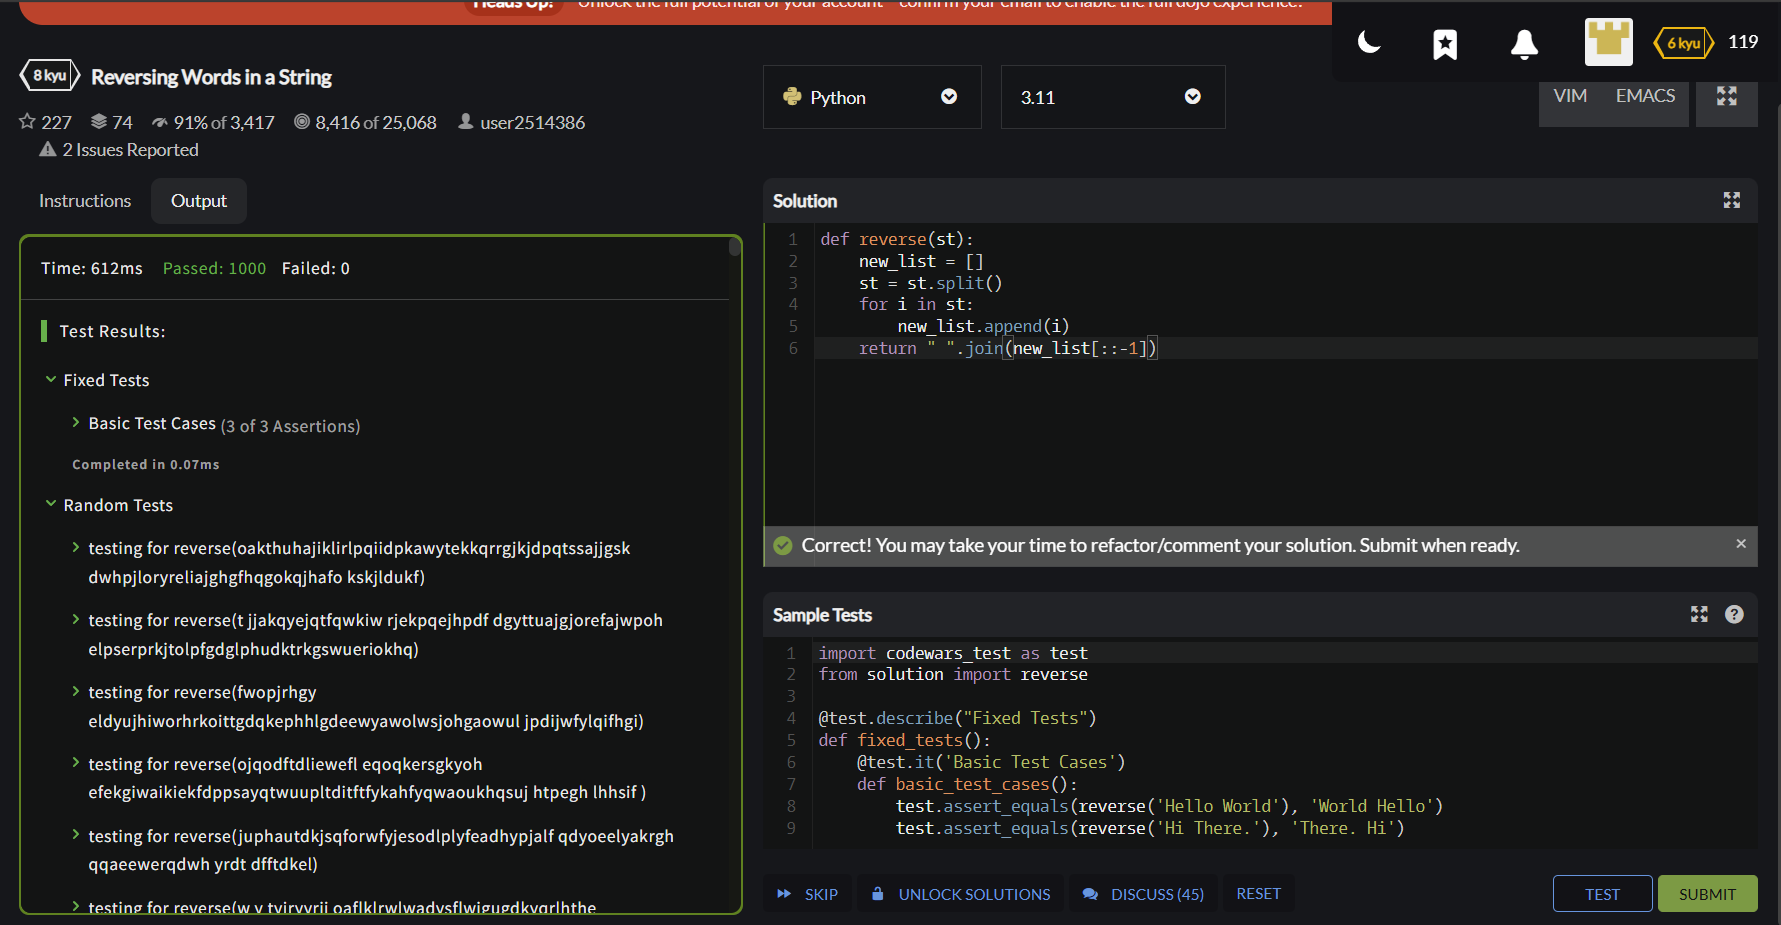 Heads Up! Unlock the full potential of your account confirm your email to enable the full dojo experience.
119
6 kyu
8 kyu Reversing Words in a String
227 74 91% of 3,417 8,416 of 25,068 user2514386
2 Issues Reported
Python
3.11
VIM EMACS
Instructions Output
Time: 612ms Passed: 1000 Failed: 0
Test Results:
Fixed Tests
Basic Test Cases (3 of 3 Assertions)
Completed in 0.07ms
Random Tests
testing for reverse(oakthuhajiklirlpqiidpkawytekkqrrgjkjdpqtssajjgsk
dwhpjloryreliajghgfhqgokqjhafo kskjldukf)
testing for reverse(t jjakqyejqtfqwkiw rjekpqejhpdf dgyttuajgjorefajwpoh
elpserprkjtolpfgdglphudktrkgswueriokhq)
testing for reverse(fwopjrhgy
eldyujhiworhrkoittgdqkephhlgdeewyawolwsjohgaowul jpdijwfylqifhgi)
testing for reverse(ojqodftdliewefl eqoqkersgkyoh
efekgiwaikiekfdppsayqtwuupltditftfykahfyqwaoukhqsuj htpegh lhhsif )
testing for reverse(juphautdkjsqforwfyjesodlplyfeadhypjalf qdyoeelyakrgh
qqaeewerqdwh yrdt dfftdkel)
testing for
Solution
1 def reverse(st):
2 new_list = []
3 st = st.split()
4 for i in st:
5 new_list.append(i)
6 return " ".join(new_list[::-1])
Correct! You may take your time to refactor/comment your solution. Submit when ready.
Sample Tests
1 import codewars_test as test
2 from solution import reverse
3
4 @test.describe("Fixed Tests")
5 def fixed_tests():
6 @test.it('Basic Test Cases')
7 def basic_test_cases():
8 test.assert_equals(reverse('Hello World'), 'World Hello')
9 test.assert_equals(reverse('Hi There.'), 'There. Hi')
SKIP UNLOCK SOLUTIONS DISCUSS (45) RESET
TEST SUBMIT